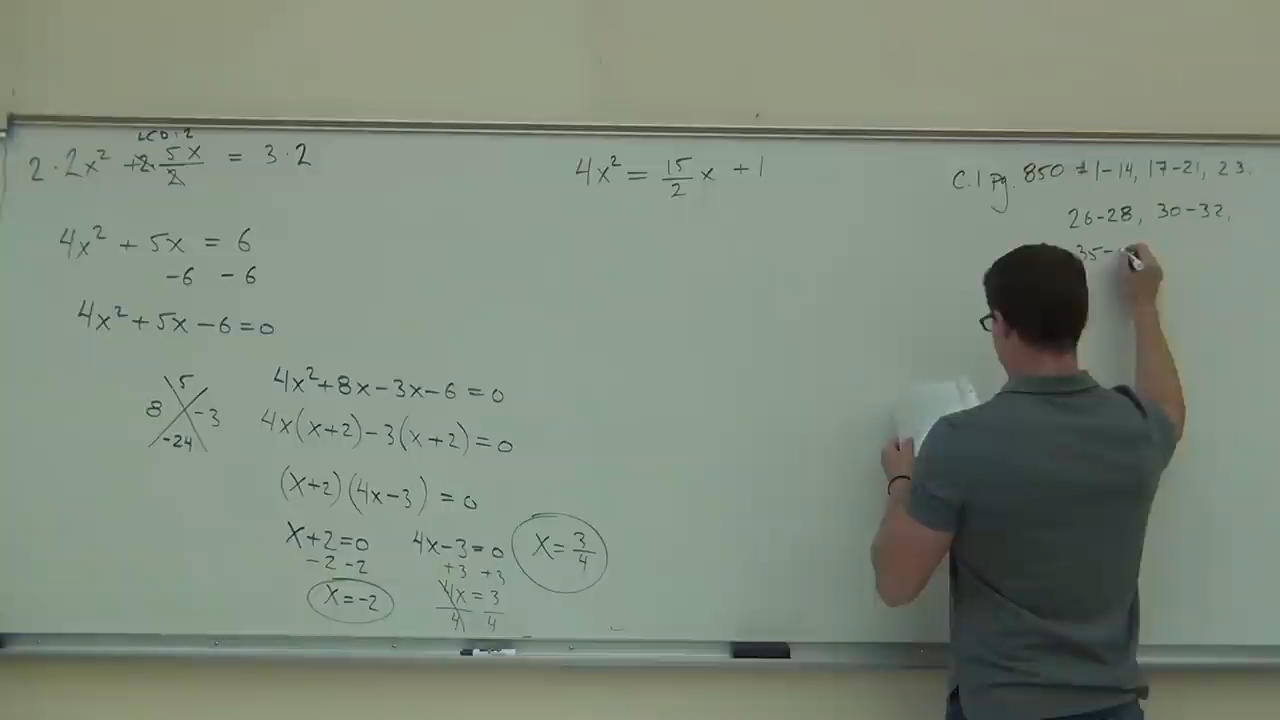 LCD: 2
2·2x² + 2·5x/2 = 3·2
4x² + 5x = 6
-6 -6
4x² + 5x - 6 = 0
5
8 -3
-24
4x² + 8x - 3x - 6 = 0
4x(x+2) - 3(x+2) = 0
(x+2)(4x-3) = 0
x+2=0 4x-3=0 x=3/4
-2 -2 +3 +3
x=-2 4x = 3
4 4
4x² = 15/2 x + 1
C.1 pg. 850 # 1-14, 17-21, 23,
26-28, 30-32,
35-